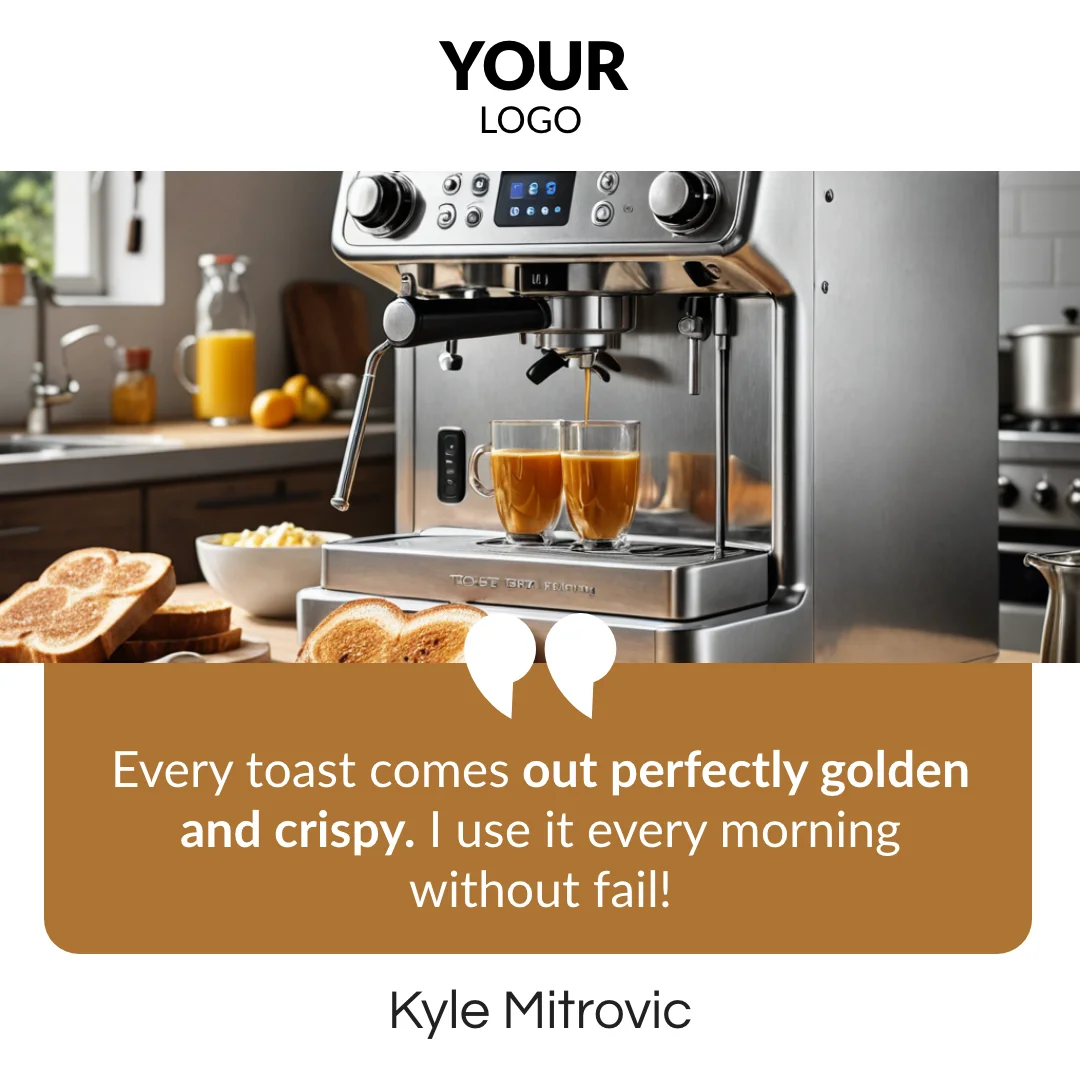 YOUR
LOGO
Every toast comes out perfectly golden
and crispy. I use it every morning
without fail!
Kyle Mitrovic